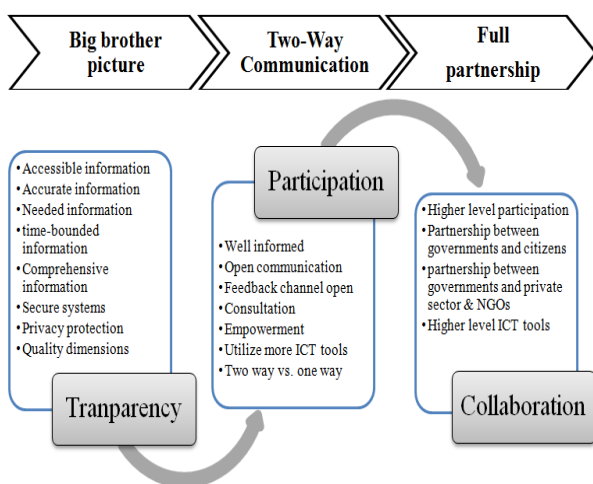 Big brother
picture
Two-Way
Communication
Full
partnership
• Accessible information
• Accurate information
• Needed information
• time-bounded
information
• Comprehensive
information
• Secure systems
• Privacy protection
• Quality dimensions
Tranparency
Participation
• Well informed
• Open communication
• Feedback channel open
• Consultation
• Empowerment
• Utilize more ICT tools
• Two way vs. one way
• Higher level participation
• Partnership between
governments and citizens
• partnership between
governments and private
sector & NGOs
• Higher level ICT tools
Collaboration